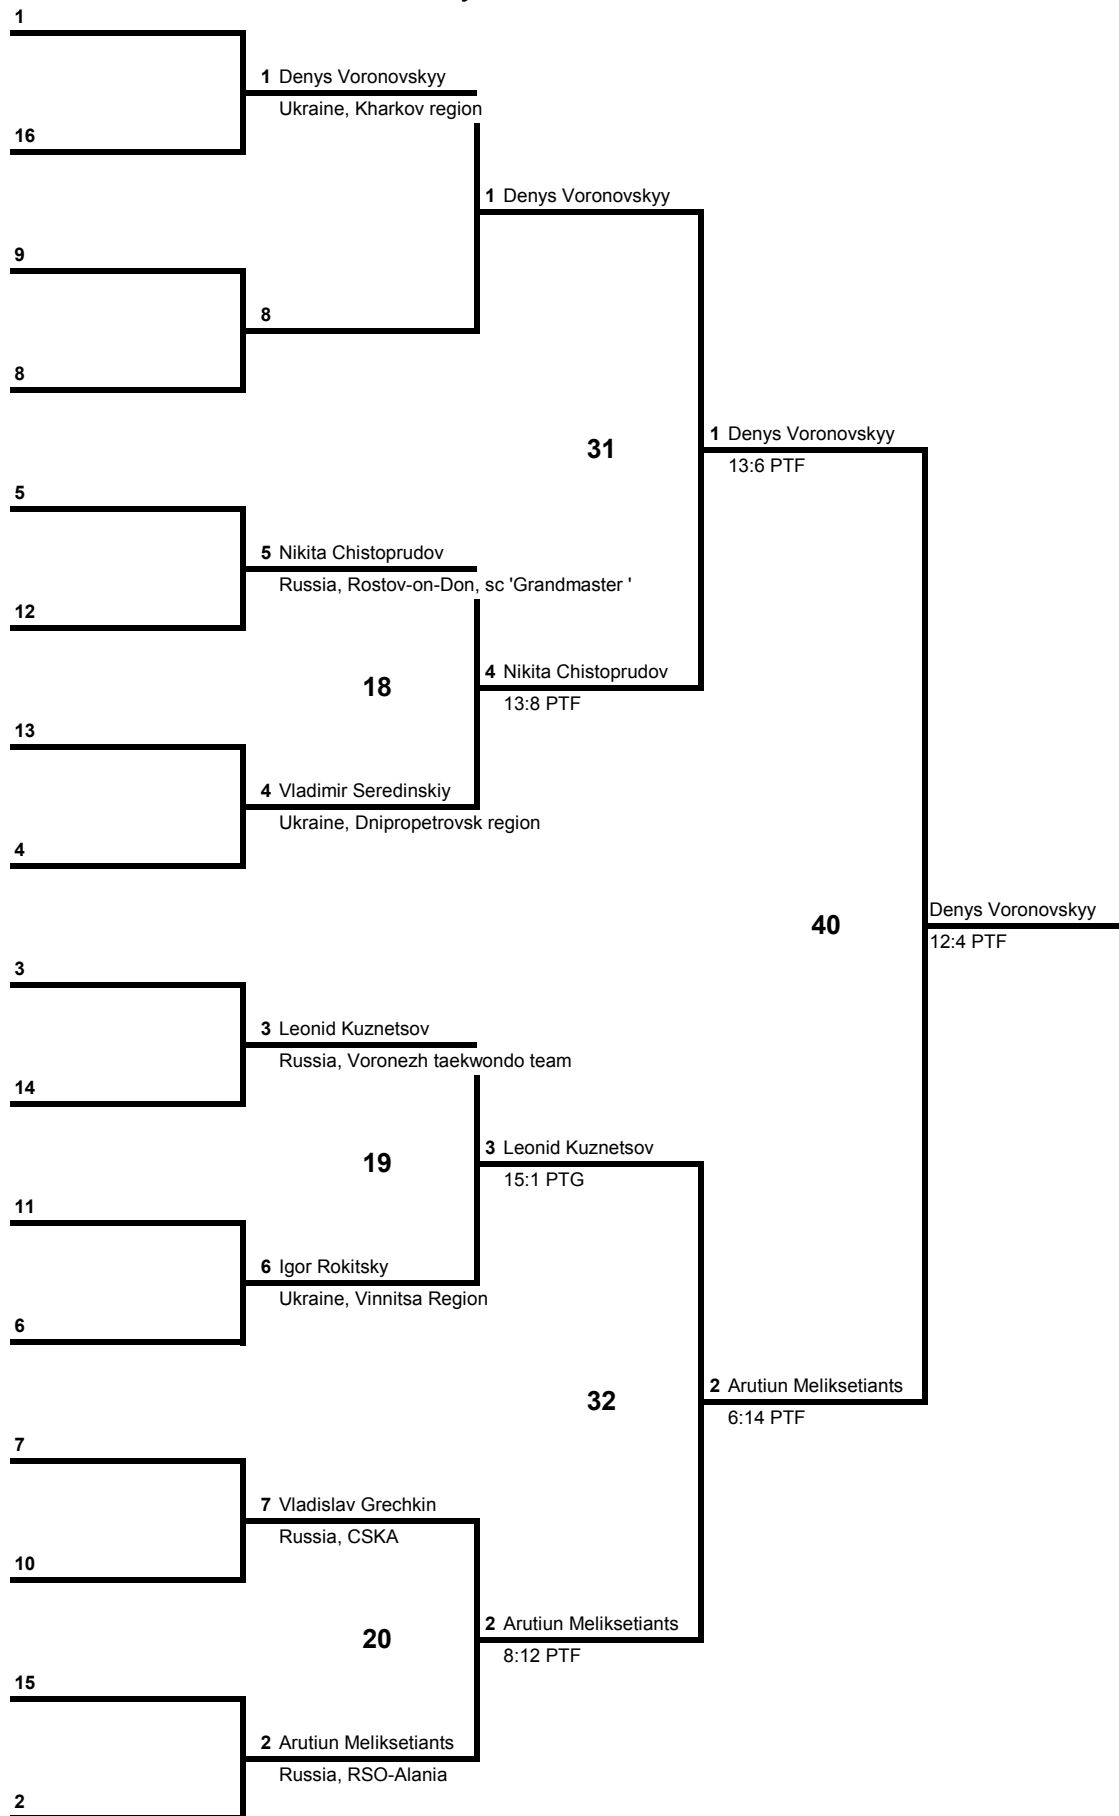 1
1 Denys Voronovskyy
Ukraine, Kharkov region
16
1 Denys Voronovskyy
9
8
8
31
1 Denys Voronovskyy
13:6 PTF
5
5 Nikita Chistoprudov
Russia, Rostov-on-Don, sc 'Grandmaster '
12
4 Nikita Chistoprudov
18
13:8 PTF
13
4 Vladimir Seredinskiy
Ukraine, Dnipropetrovsk region
4
Denys Voronovskyy
40
12:4 PTF
3
3 Leonid Kuznetsov
Russia, Voronezh taekwondo team
14
3 Leonid Kuznetsov
19
15:1 PTG
11
6 Igor Rokitsky
Ukraine, Vinnitsa Region
6
2 Arutiun Meliksetiants
32
6:14 PTF
7
7 Vladislav Grechkin
Russia, CSKA
10
2 Arutiun Meliksetiants
20
8:12 PTF
15
2 Arutiun Meliksetiants
Russia, RSO-Alania
2